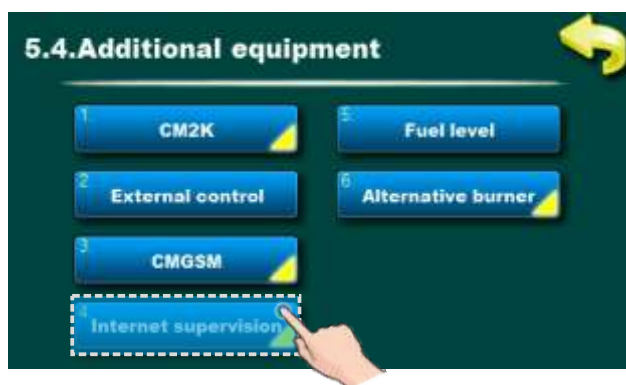 5.4.Additional equipment
1
CM2K
2
External control
3
CMGSM
4
Internet supervision
5
Fuel level
6
Alternative burner